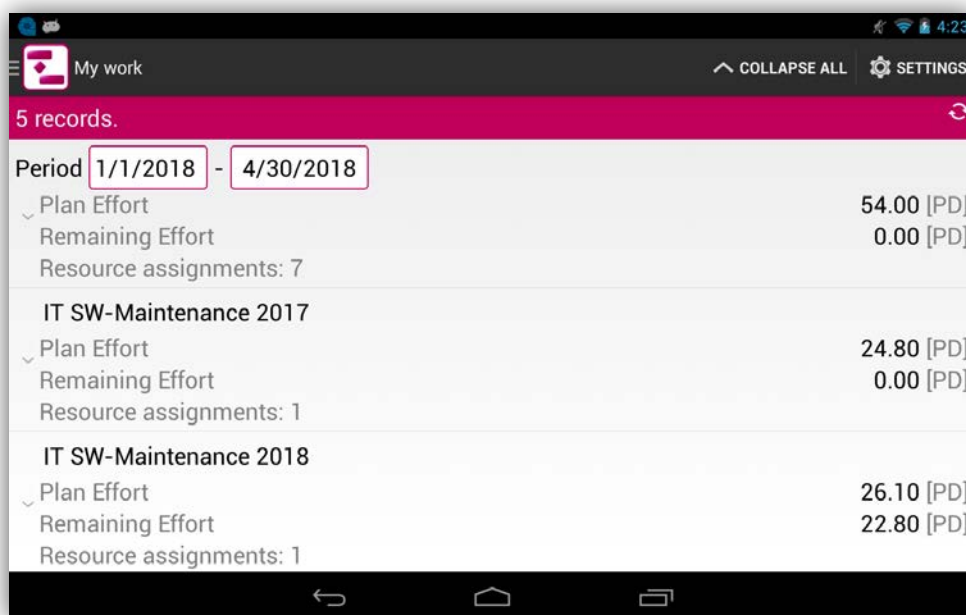 4:23
My work
COLLAPSE ALL
SETTINGS
5 records.
Period 1/1/2018 - 4/30/2018
Plan Effort 54.00 [PD]
Remaining Effort 0.00 [PD]
Resource assignments: 7
IT SW-Maintenance 2017
Plan Effort 24.80 [PD]
Remaining Effort 0.00 [PD]
Resource assignments: 1
IT SW-Maintenance 2018
Plan Effort 26.10 [PD]
Remaining Effort 22.80 [PD]
Resource assignments: 1